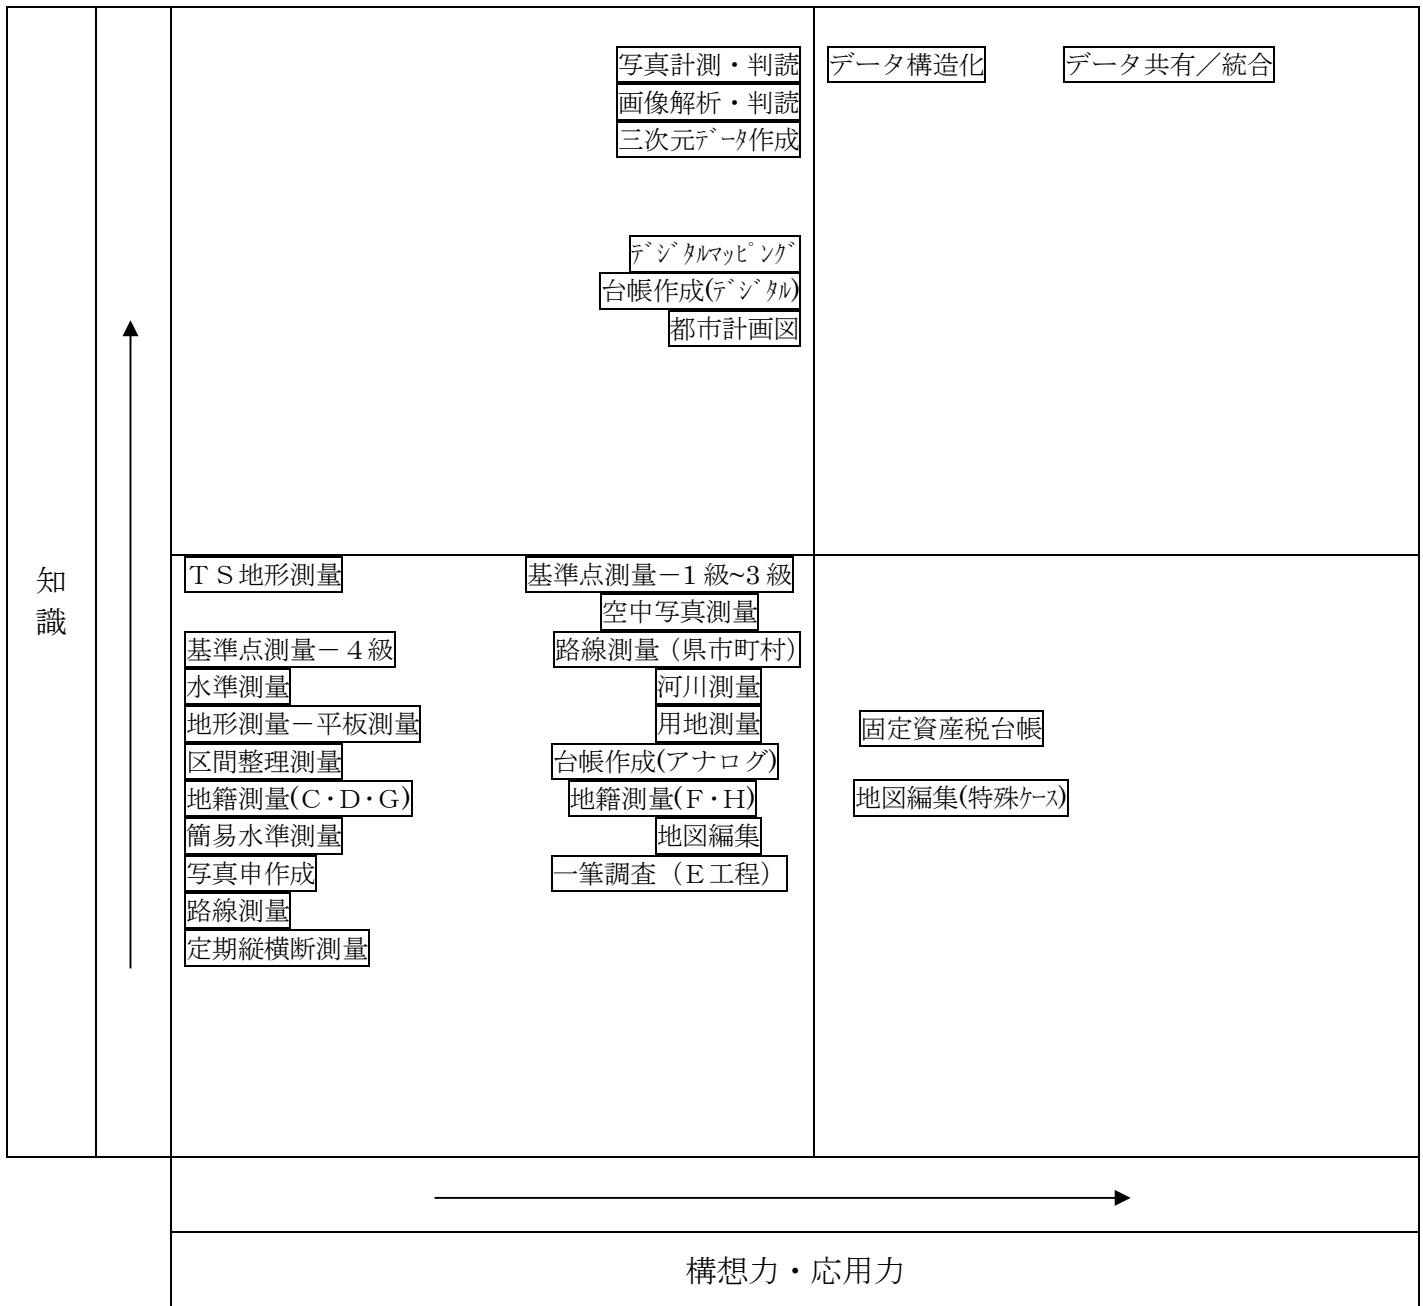 写真計測・判読
データ構造化
データ共有／統合
画像解析・判読
三次元ﾃﾞｰﾀ作成
ﾃﾞｼﾞﾀﾙﾏｯﾋﾟﾝｸﾞ
台帳作成(ﾃﾞｼﾞﾀﾙ)
都市計画図
知識
ＴＳ地形測量
基準点測量－1級~3級
空中写真測量
基準点測量－４級
路線測量（県市町村）
水準測量
河川測量
地形測量－平板測量
用地測量
固定資産税台帳
区間整理測量
台帳作成(アナログ)
地籍測量(C・D・G)
地籍測量(F・H)
地図編集(特殊ｹｰｽ)
簡易水準測量
地図編集
写真申作成
一筆調査（Ｅ工程）
路線測量
定期縦横断測量
構想力・応用力